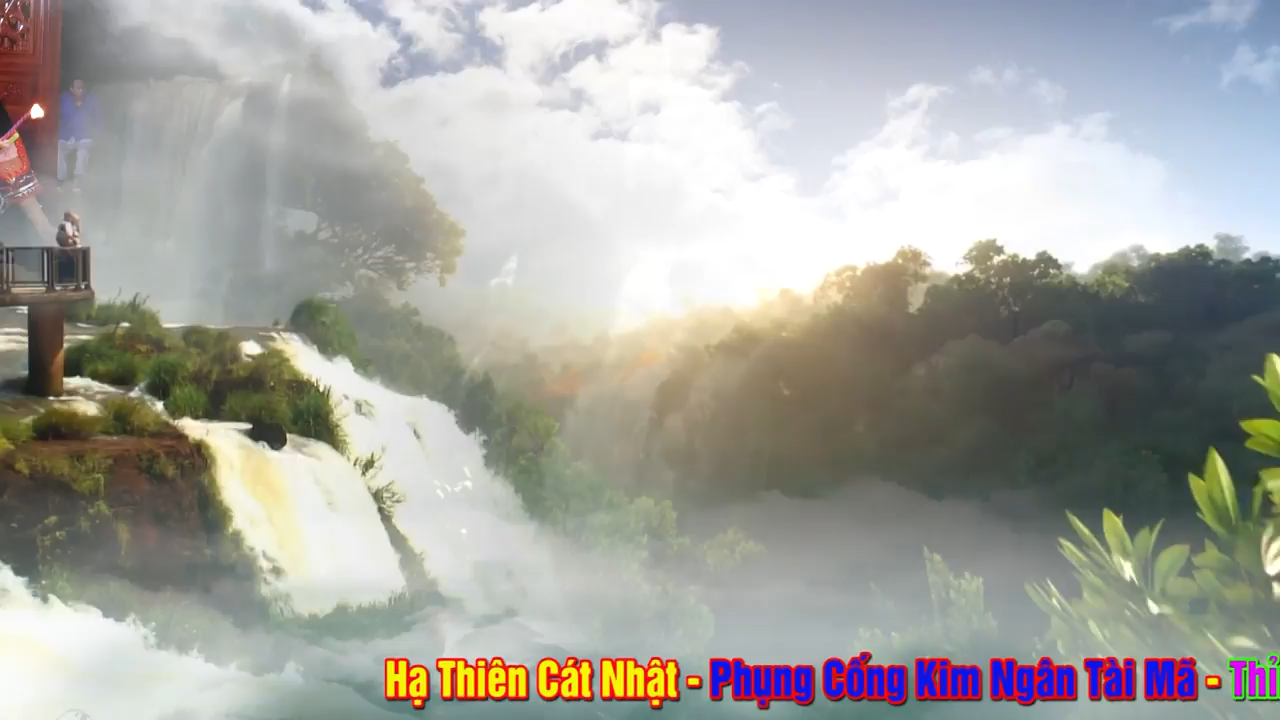 Hạ Thiên Cát Nhật - Phụng Cống Kim Ngân Tài Mã -